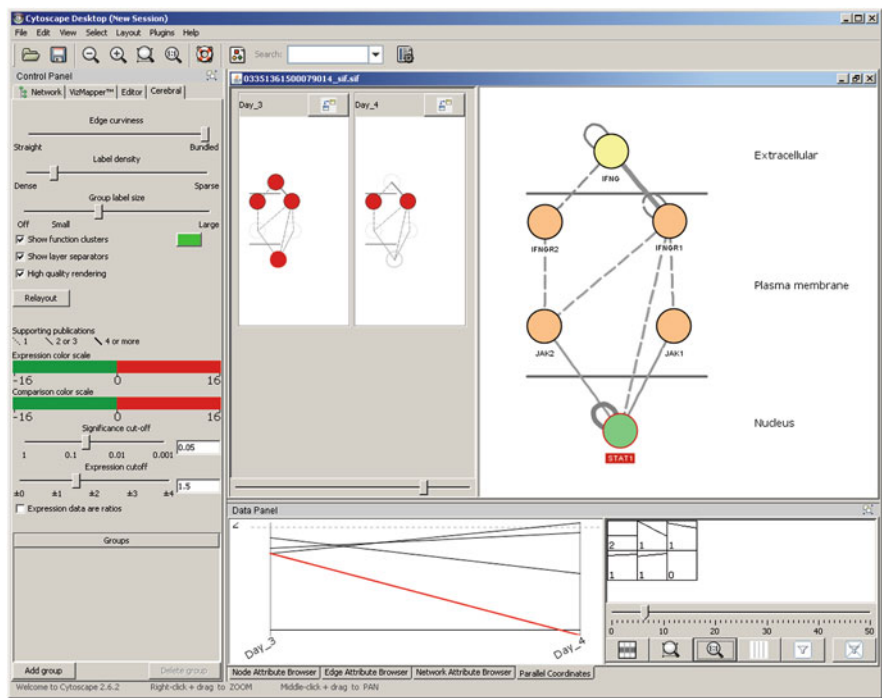 Cytoscape Desktop (New Session)
File Edit View Select Layout Plugins Help
Search:
Control Panel
Network VizMapper™ Editor Cerebral
Edge curviness
Straight Bundled
Label density
Dense Sparse
Group label size
Off Small Large
Show function clusters
Show layer separators
High quality rendering
Relayout
Supporting publications
1 2 or 3 4 or more
Expression color scale
-16 0 16
Comparison color scale
-16 0 16
Significance cut-off
1 0.1 0.01 0.001 0.05
Expression cutoff
±0 ±1 ±2 ±3 ±4 1.5
Expression data are ratios
Groups
Add group Delete group
03351361500079014_sif.sif
Day_3 Day_4
IFNG
Extracellular
IFNGR2 IFNGR1
Plasma membrane
JAK2 JAK1
Nucleus
STAT1
Data Panel
Day_3 Day_4
2 1 1
1 1 0
0 10 20 30 40 50
Node Attribute Browser Edge Attribute Browser Network Attribute Browser Parallel Coordinates
Welcome to Cytoscape 2.6.2 Right-click + drag to ZOOM Middle-click + drag to PAN